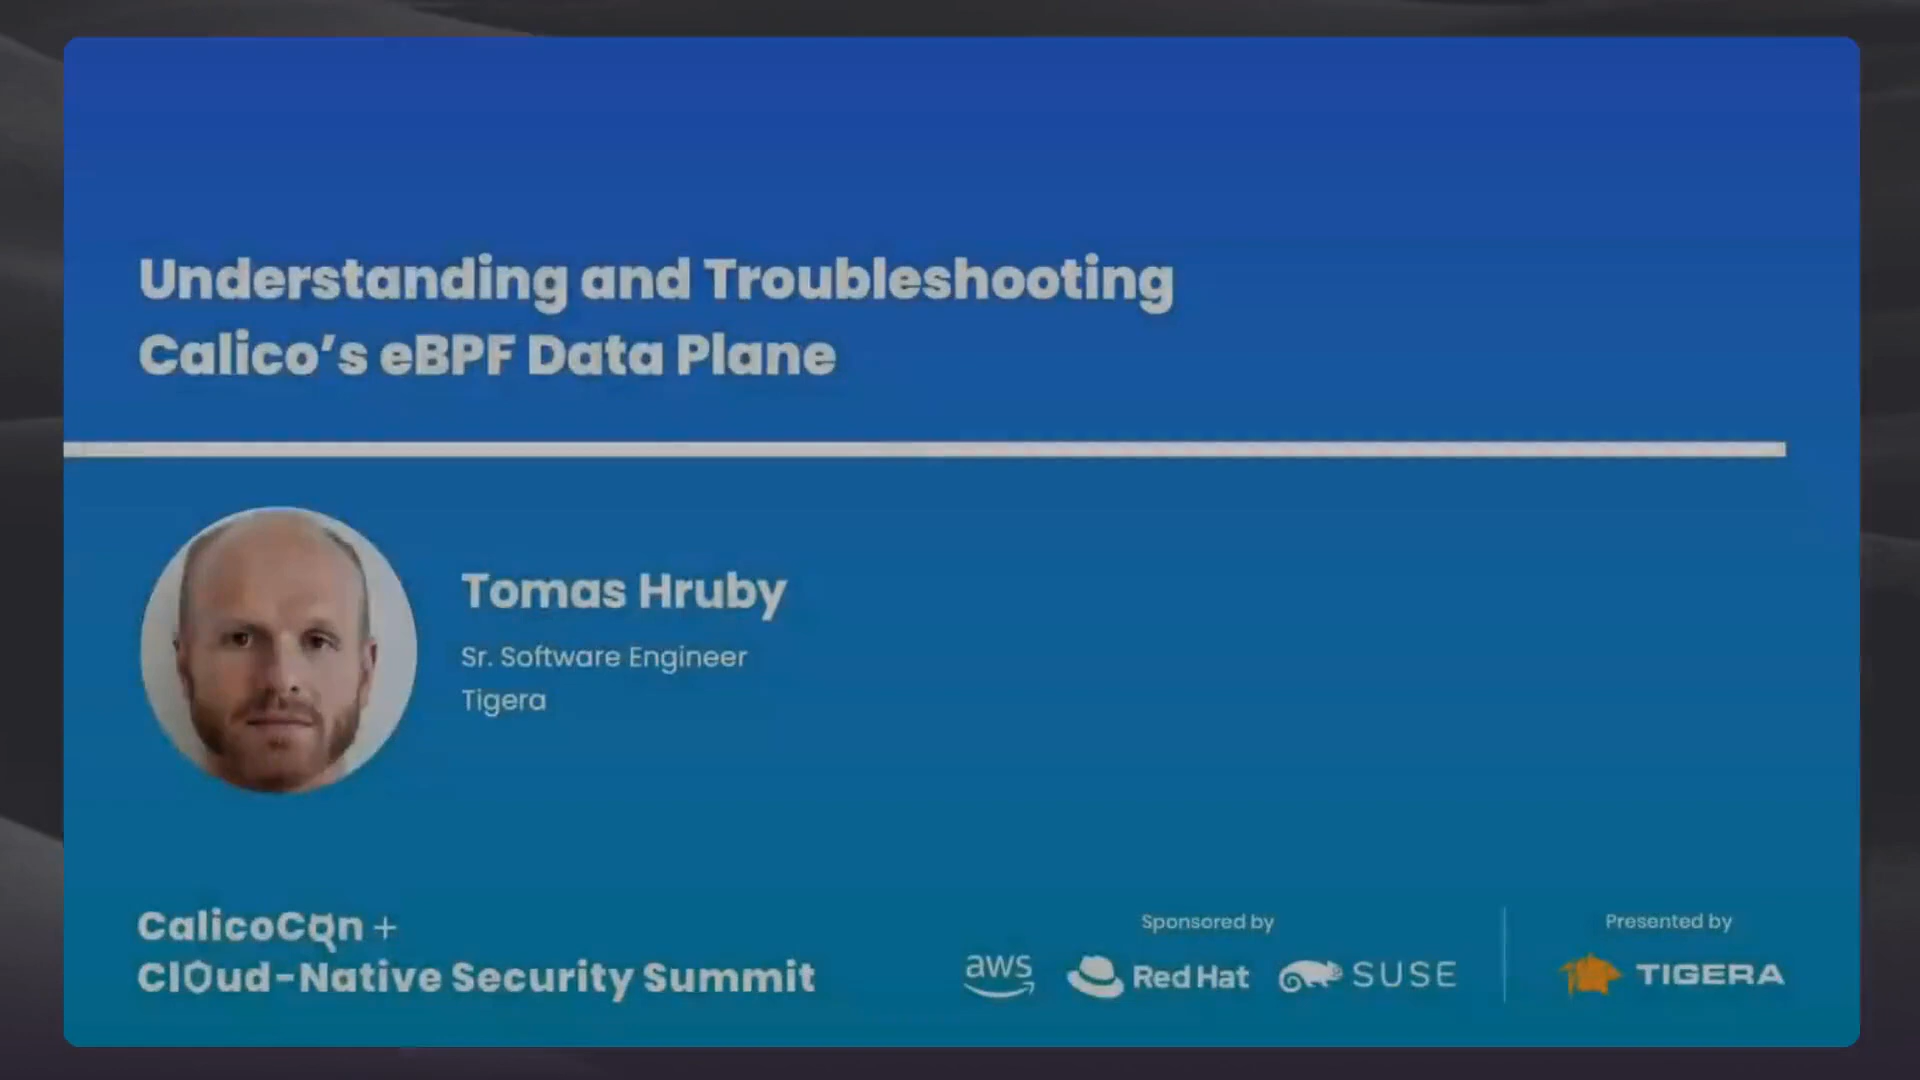 Understanding and Troubleshooting
Calico's eBPF Data Plane
Tomas Hruby
Sr. Software Engineer
Tigera
CalicoCon +
Cloud-Native Security Summit
Sponsored by
aws
Red Hat
SUSE
Presented by
TIGERA